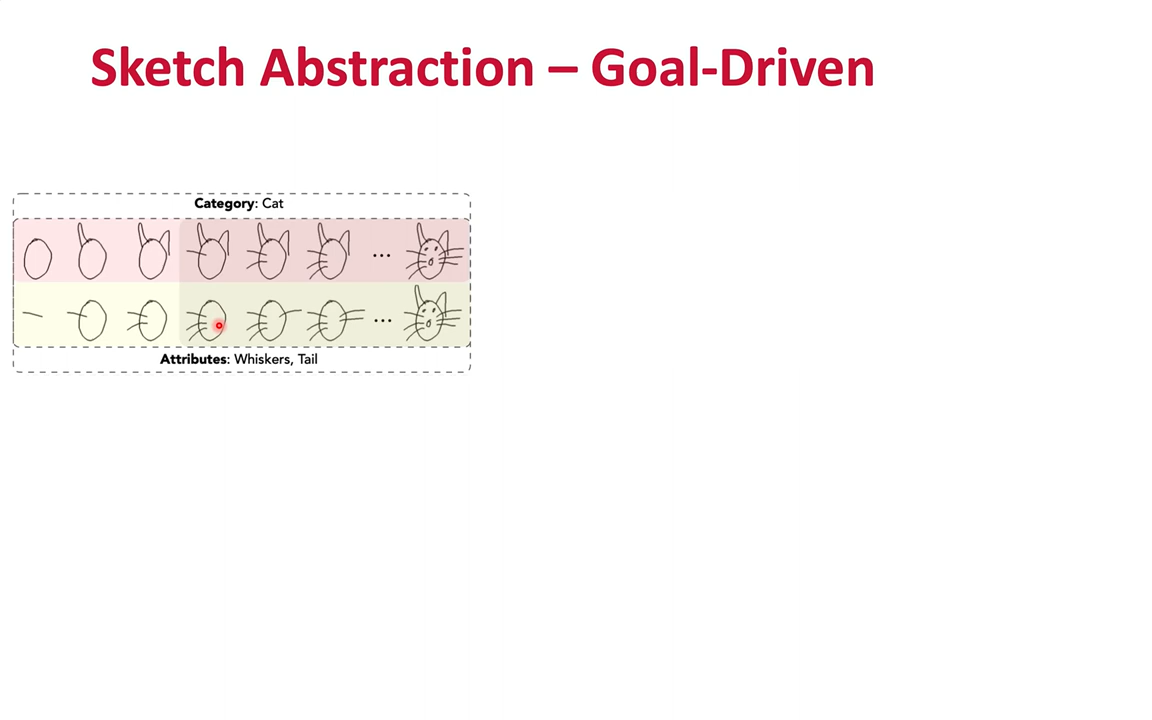 Sketch Abstraction – Goal-Driven
Category: Cat
...
...
Attributes: Whiskers, Tail